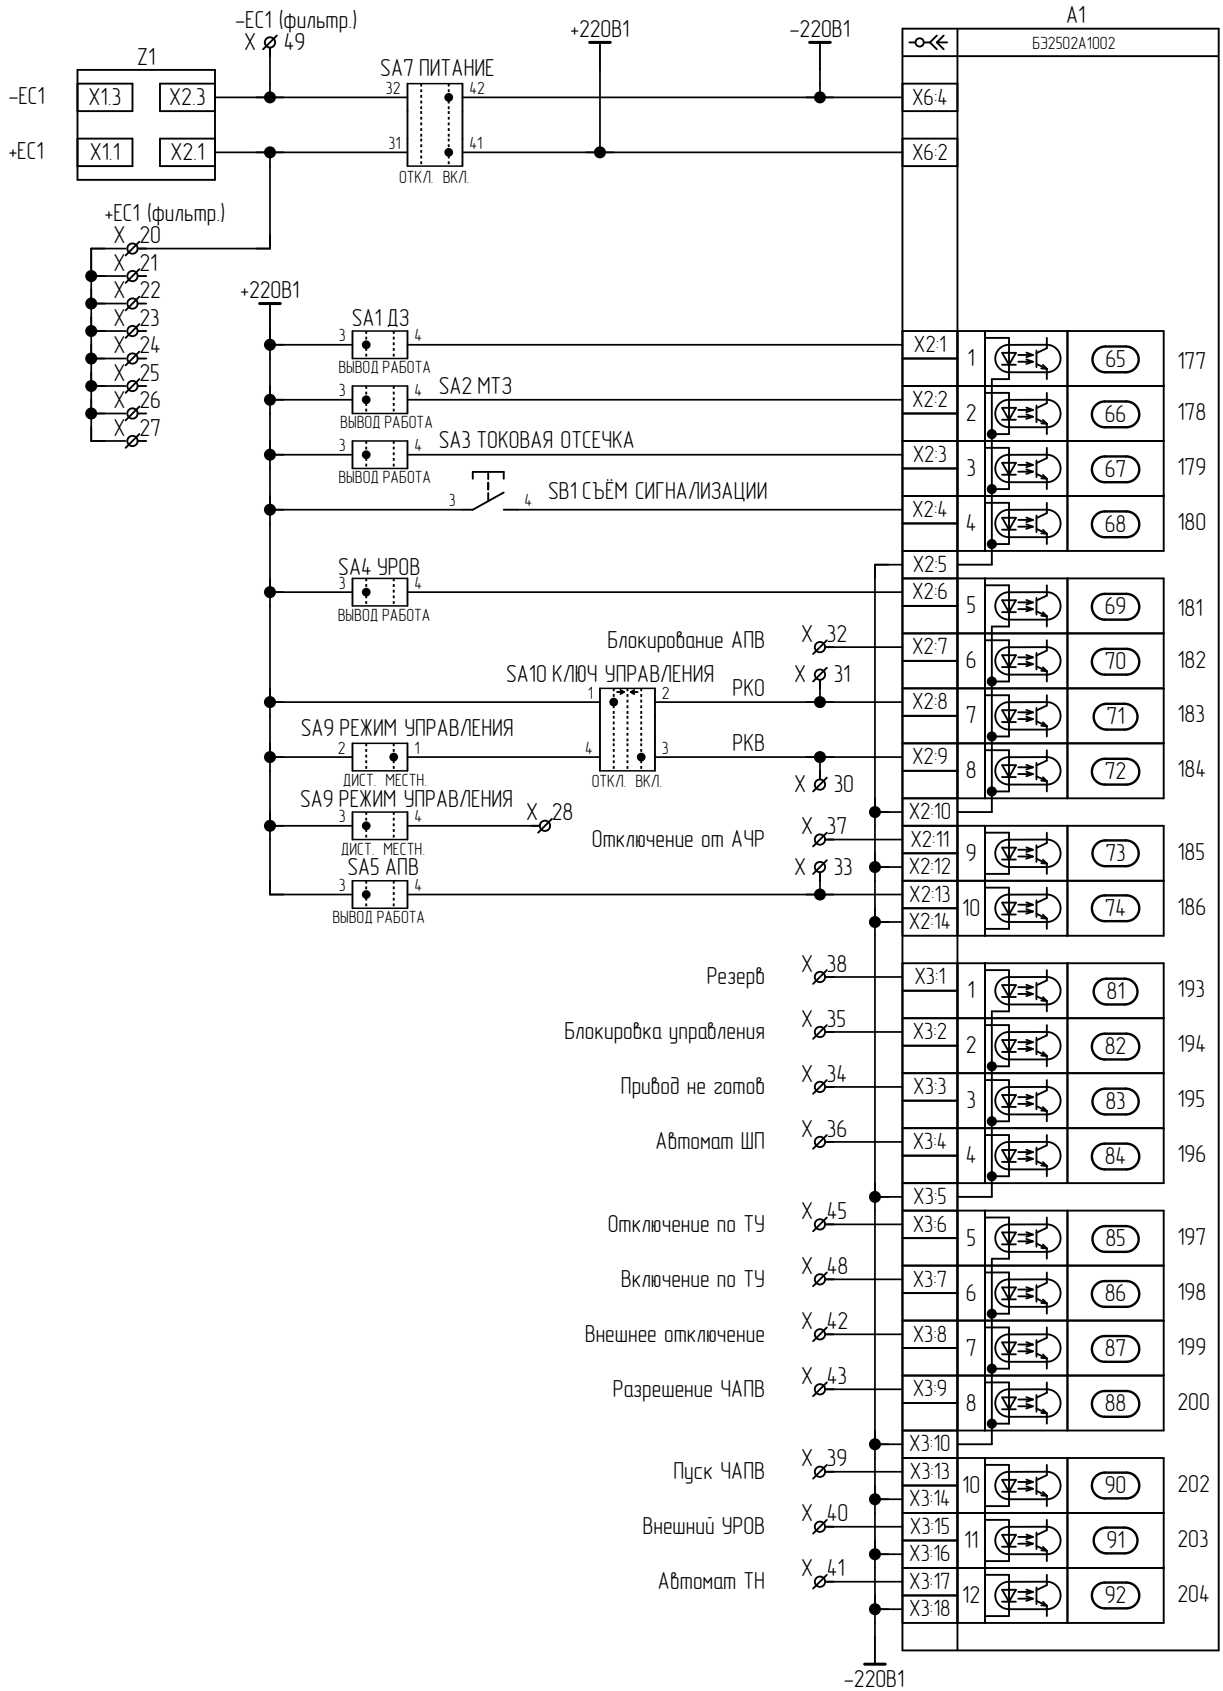 –ЕС1 (фильтр.)
X 49
+220В1
–220В1
А1
БЭ2502А1002
Z1
SA7 ПИТАНИЕ
–ЕС1
X1.3
X2.3
32
42
X6:4
+ЕС1
X1.1
X2.1
31
41
X6:2
ОТКЛ. ВКЛ.
+ЕС1 (фильтр.)
X 20
X 21
X 22
X 23
X 24
X 25
X 26
X 27
+220В1
SA1 ДЗ
3 4
ВЫВОД РАБОТА
X2:1
1
65
177
SA2 МТЗ
3 4
ВЫВОД РАБОТА
X2:2
2
66
178
SA3 ТОКОВАЯ ОТСЕЧКА
3 4
ВЫВОД РАБОТА
X2:3
3
67
179
SB1 СЪЁМ СИГНАЛИЗАЦИИ
3 4
X2:4
4
68
180
X2:5
SA4 УРОВ
3 4
ВЫВОД РАБОТА
X2:6
5
69
181
Блокирование АПВ
X 32
X2:7
6
70
182
SA10 КЛЮЧ УПРАВЛЕНИЯ
X 31
1 2
РКО
X2:8
7
71
183
SA9 РЕЖИМ УПРАВЛЕНИЯ
2 1
4 3
РКВ
X2:9
8
72
184
ДИСТ. МЕСТН.
ОТКЛ. ВКЛ.
X 30
SA9 РЕЖИМ УПРАВЛЕНИЯ
3 4
X 28
ДИСТ. МЕСТН.
X2:10
Отключение от АЧР
X 37
X2:11
9
73
185
X2:12
SA5 АПВ
X 33
3 4
ВЫВОД РАБОТА
X2:13
10
74
186
X2:14
Резерв
X 38
X3:1
1
81
193
Блокировка управления
X 35
X3:2
2
82
194
Привод не готов
X 34
X3:3
3
83
195
Автомат ШП
X 36
X3:4
4
84
196
X3:5
Отключение по ТУ
X 45
X3:6
5
85
197
Включение по ТУ
X 48
X3:7
6
86
198
Внешнее отключение
X 42
X3:8
7
87
199
Разрешение ЧАПВ
X 43
X3:9
8
88
200
X3:10
Пуск ЧАПВ
X 39
X3:13
10
90
202
X3:14
Внешний УРОВ
X 40
X3:15
11
91
203
X3:16
Автомат ТН
X 41
X3:17
12
92
204
X3:18
–220В1